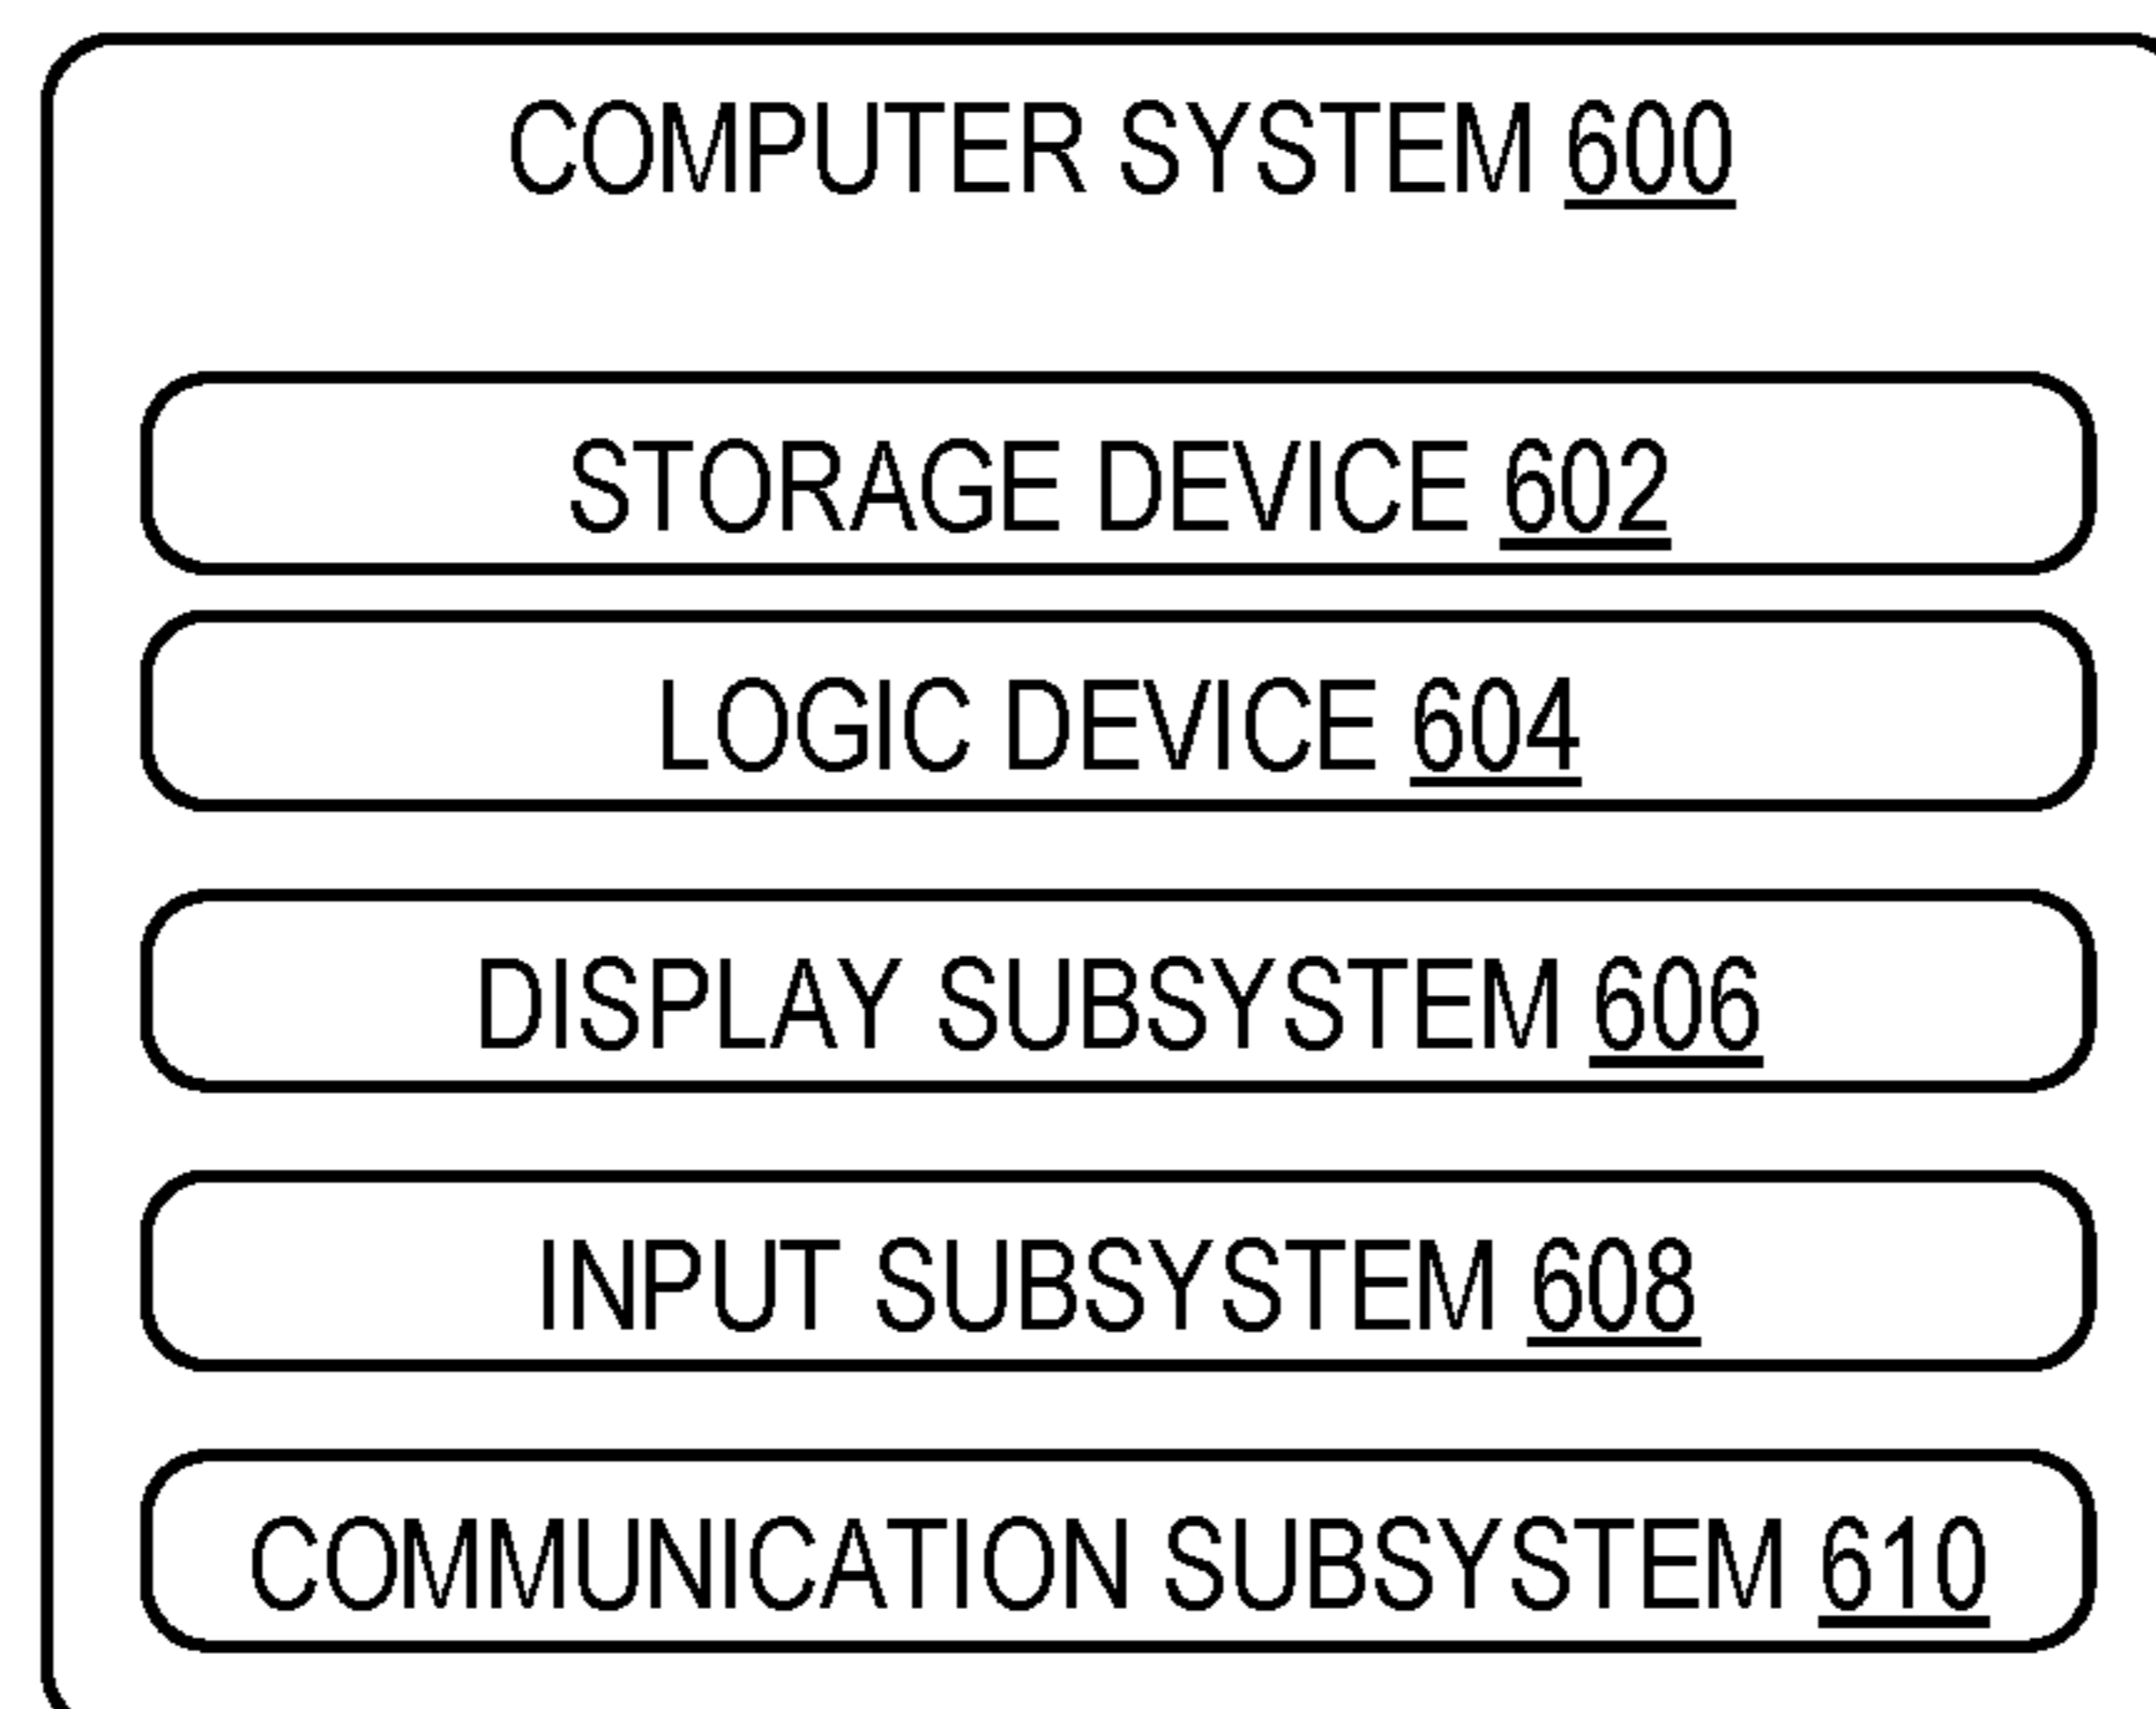 COMPUTER SYSTEM 600
STORAGE DEVICE 602
LOGIC DEVICE 604
DISPLAY SUBSYSTEM 606
INPUT SUBSYSTEM 608
COMMUNICATION SUBSYSTEM 610